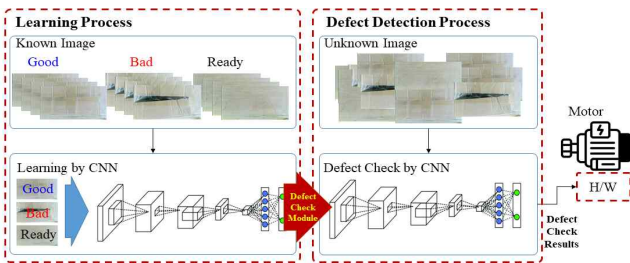 Learning Process
Known Image
Good
Bad
Ready
Learning by CNN
Good
Bad
Ready
Defect
Check
Module
Defect Detection Process
Unknown Image
Defect Check by CNN
Motor
H/W
Defect
Check
Results